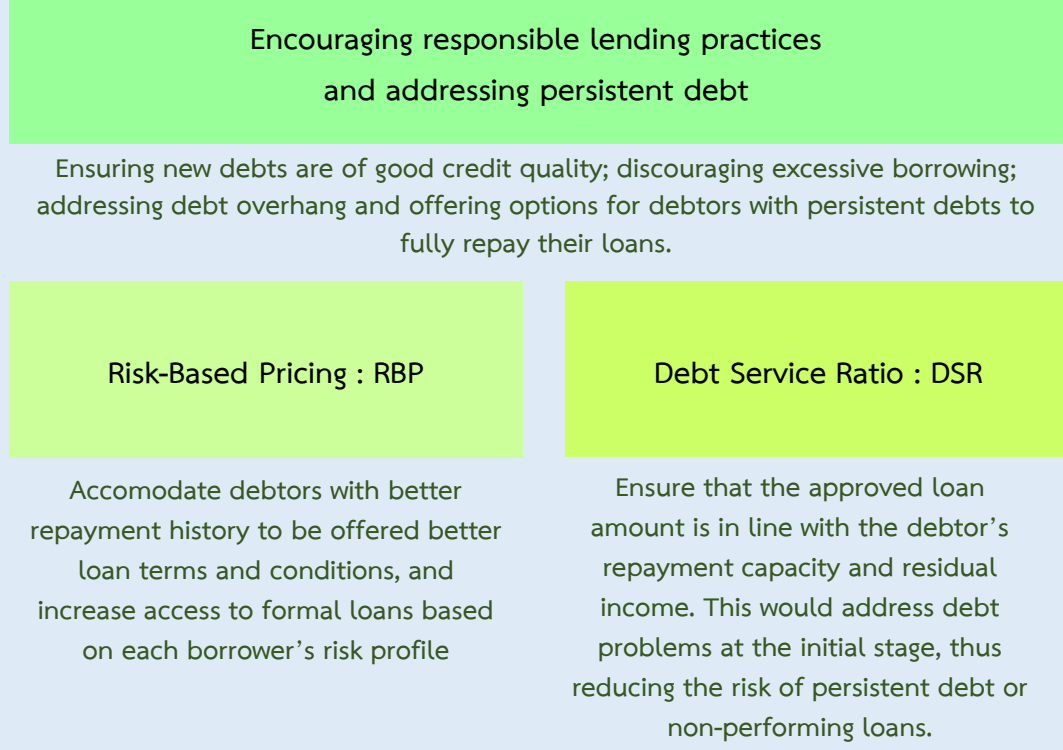 Encouraging responsible lending practices
and addressing persistent debt
Ensuring new debts are of good credit quality; discouraging excessive borrowing;
addressing debt overhang and offering options for debtors with persistent debts to
fully repay their loans.
Risk-Based Pricing : RBP
Accomodate debtors with better
repayment history to be offered better
loan terms and conditions, and
increase access to formal loans based
on each borrower’s risk profile
Debt Service Ratio : DSR
Ensure that the approved loan
amount is in line with the debtor’s
repayment capacity and residual
income. This would address debt
problems at the initial stage, thus
reducing the risk of persistent debt or
non-performing loans.